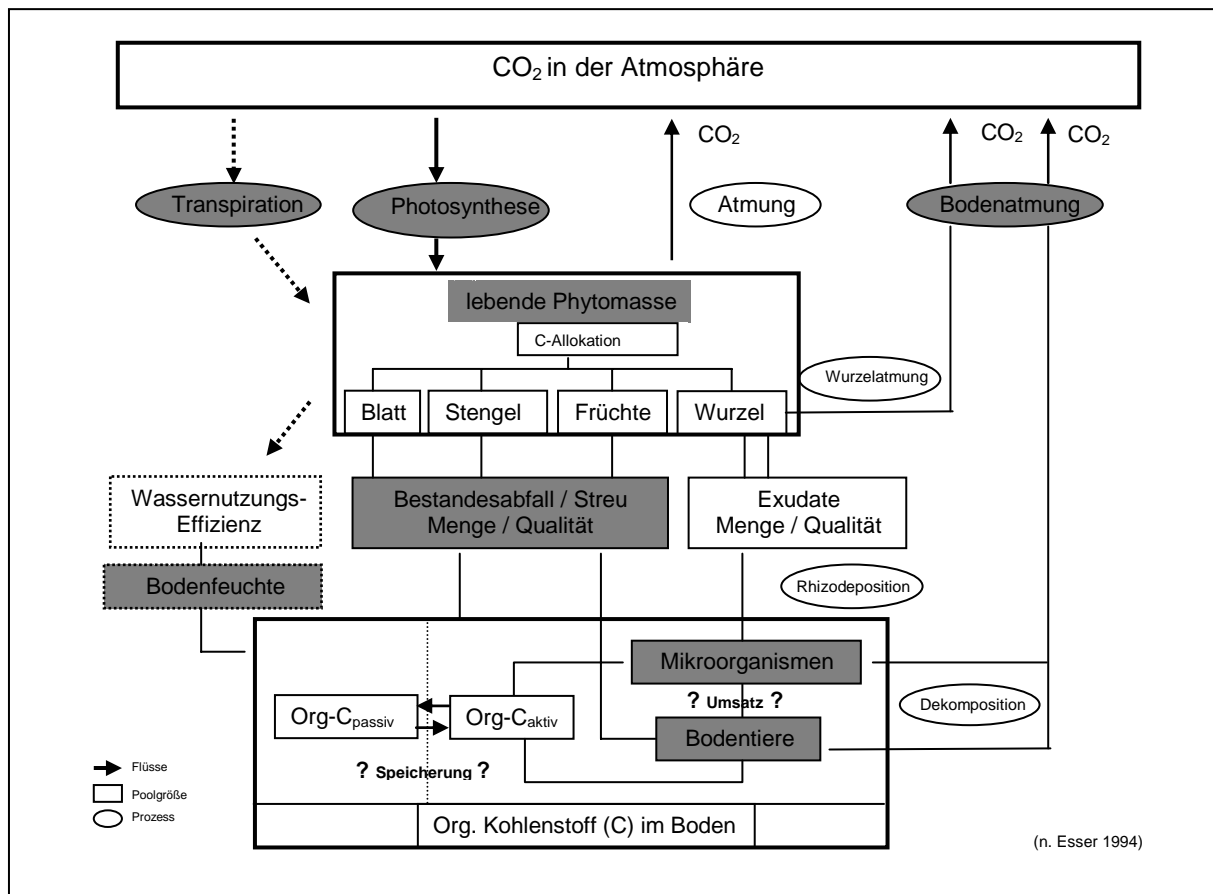 CO₂ in der Atmosphäre
CO₂
CO₂
CO₂
Transpiration
Photosynthese
Atmung
Bodenatmung
lebende Phytomasse
C-Allokation
Wurzelatmung
Blatt
Stengel
Früchte
Wurzel
Wassernutzungs-
Effizienz
Bestandesabfall / Streu
Menge / Qualität
Exudate
Menge / Qualität
Bodenfeuchte
Rhizodeposition
Mikroorganismen
? Umsatz ?
Org-Cpassiv
Org-Caktiv
Dekomposition
Bodentiere
? Speicherung ?
Flüsse
Poolgröße
Prozess
Org. Kohlenstoff (C) im Boden
(n. Esser 1994)